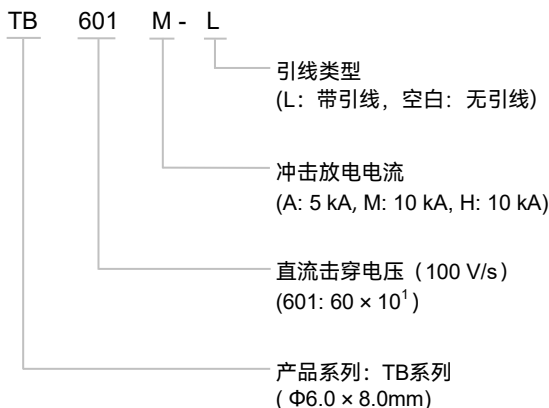 TB 601 M - L
引线类型
(L：带引线，空白：无引线)
冲击放电电流
(A: 5 kA, M: 10 kA, H: 10 kA)
直流击穿电压（100 V/s）
(601: 60 × 10¹)
产品系列：TB系列
( Φ6.0 × 8.0mm)